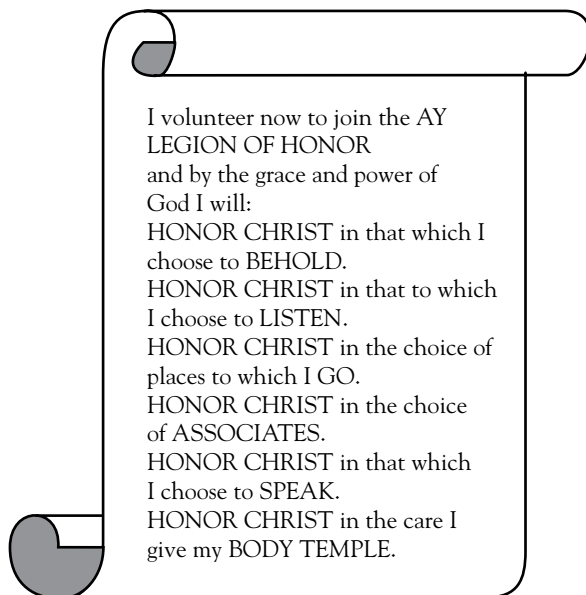 I volunteer now to join the AY
LEGION OF HONOR
and by the grace and power of
God I will:
HONOR CHRIST in that which I
choose to BEHOLD.
HONOR CHRIST in that to which
I choose to LISTEN.
HONOR CHRIST in the choice of
places to which I GO.
HONOR CHRIST in the choice
of ASSOCIATES.
HONOR CHRIST in that which
I choose to SPEAK.
HONOR CHRIST in the care I
give my BODY TEMPLE.